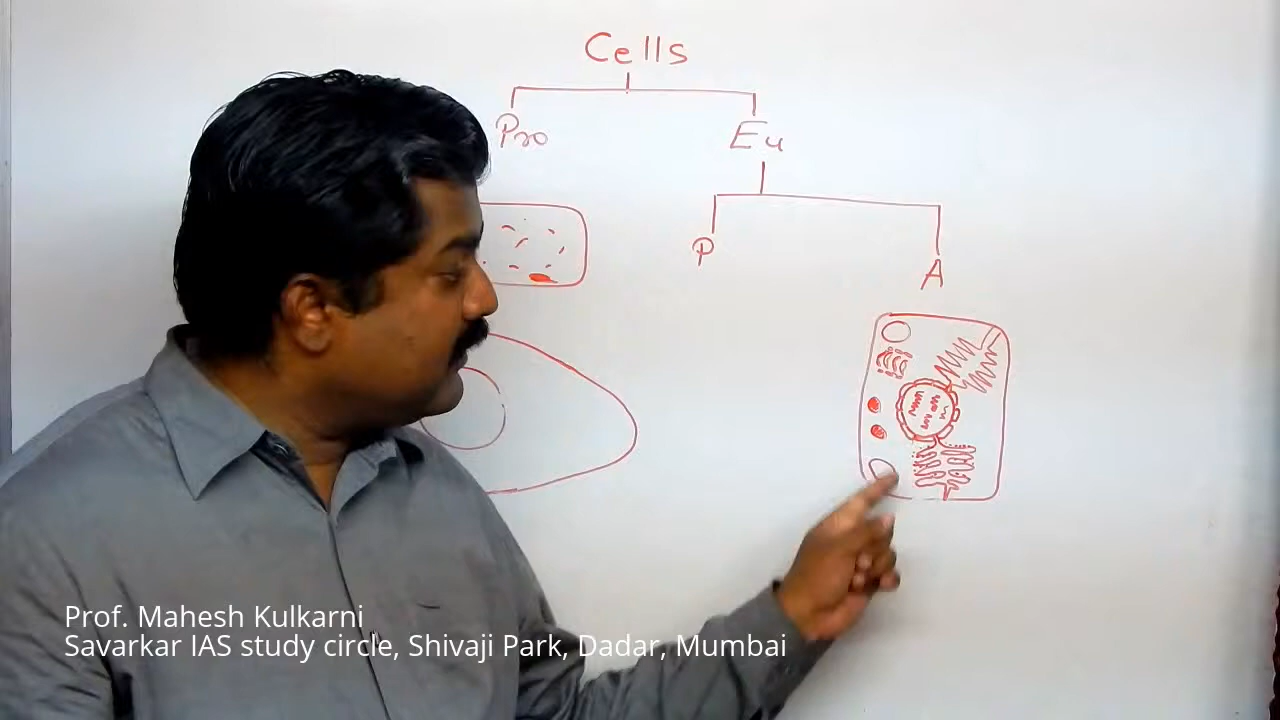 Cells
Pro
Eu
P
A
Prof. Mahesh Kulkarni
Savarkar IAS study circle, Shivaji Park, Dadar, Mumbai